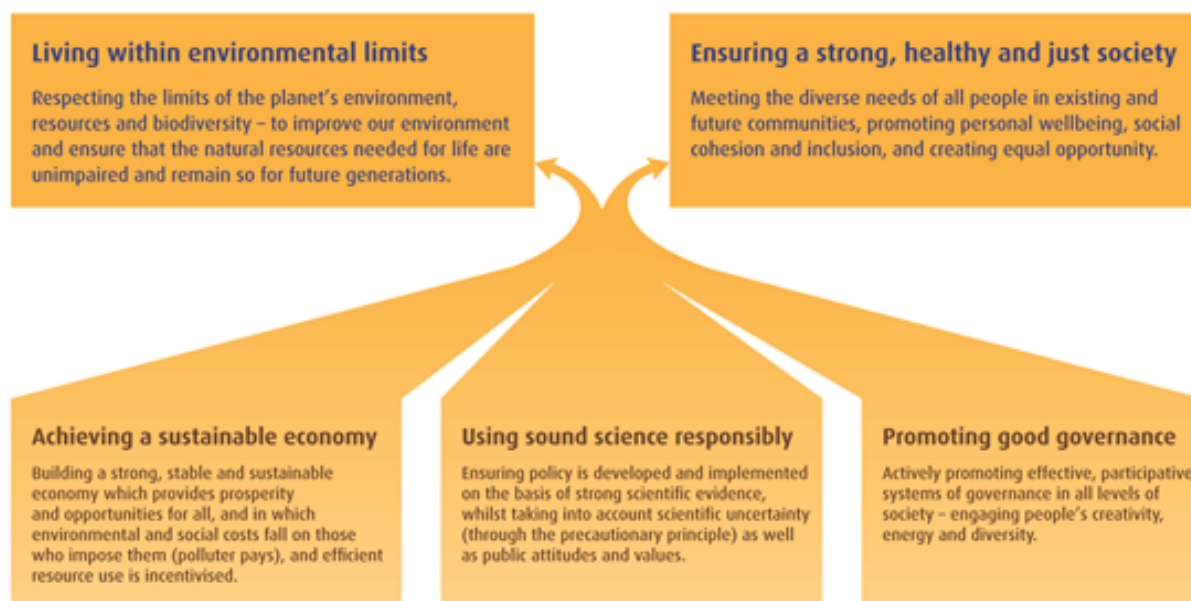 Living within environmental limits
Respecting the limits of the planet's environment,
resources and biodiversity – to improve our environment
and ensure that the natural resources needed for life are
unimpaired and remain so for future generations.
Ensuring a strong, healthy and just society
Meeting the diverse needs of all people in existing and
future communities, promoting personal wellbeing, social
cohesion and inclusion, and creating equal opportunity.
Achieving a sustainable economy
Building a strong, stable and sustainable
economy which provides prosperity
and opportunities for all, and in which
environmental and social costs fall on those
who impose them (polluter pays), and efficient
resource use is incentivised.
Using sound science responsibly
Ensuring policy is developed and implemented
on the basis of strong scientific evidence,
whilst taking into account scientific uncertainty
(through the precautionary principle) as well
as public attitudes and values.
Promoting good governance
Actively promoting effective, participative
systems of governance in all levels of
society – engaging people's creativity,
energy and diversity.